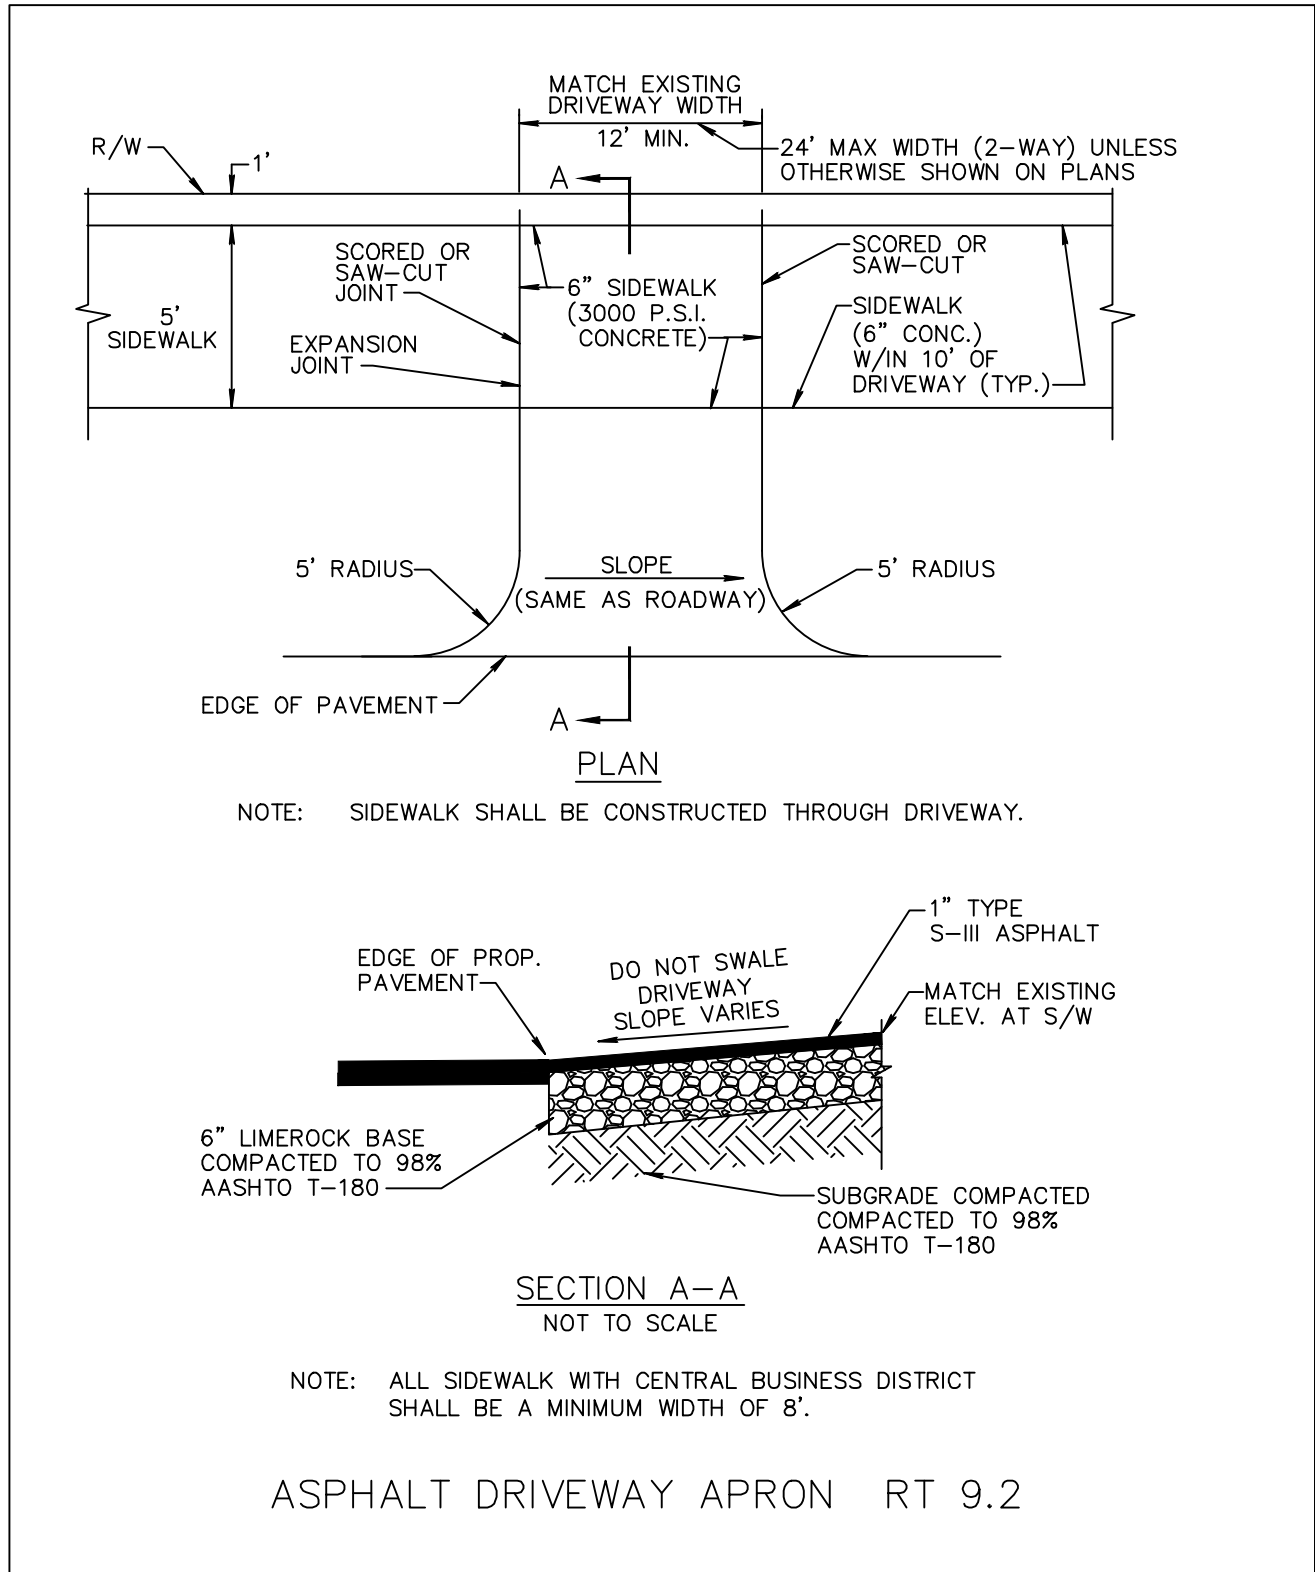 MATCH EXISTING
DRIVEWAY WIDTH
12' MIN.
R/W
1'
24' MAX WIDTH (2-WAY) UNLESS
OTHERWISE SHOWN ON PLANS
A
SCORED OR
SAW-CUT
JOINT
SCORED OR
SAW-CUT
5'
SIDEWALK
6" SIDEWALK
(3000 P.S.I.
CONCRETE)
SIDEWALK
(6" CONC.)
W/IN 10' OF
DRIVEWAY (TYP.)
EXPANSION
JOINT
5' RADIUS
SLOPE
(SAME AS ROADWAY)
5' RADIUS
EDGE OF PAVEMENT
A
PLAN
NOTE: SIDEWALK SHALL BE CONSTRUCTED THROUGH DRIVEWAY.
1" TYPE
S-III ASPHALT
EDGE OF PROP.
PAVEMENT
DO NOT SWALE
DRIVEWAY
SLOPE VARIES
MATCH EXISTING
ELEV. AT S/W
6" LIMEROCK BASE
COMPACTED TO 98%
AASHTO T-180
SUBGRADE COMPACTED
COMPACTED TO 98%
AASHTO T-180
SECTION A-A
NOT TO SCALE
NOTE: ALL SIDEWALK WITH CENTRAL BUSINESS DISTRICT
SHALL BE A MINIMUM WIDTH OF 8'.
ASPHALT DRIVEWAY APRON RT 9.2